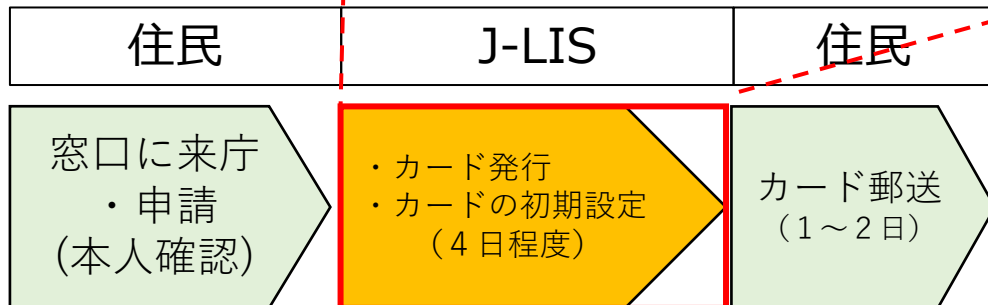 住民
J-LIS
住民
窓口に来庁
・申請
(本人確認)
・カード発行
・カードの初期設定
（４日程度）
カード郵送
（１～２日）